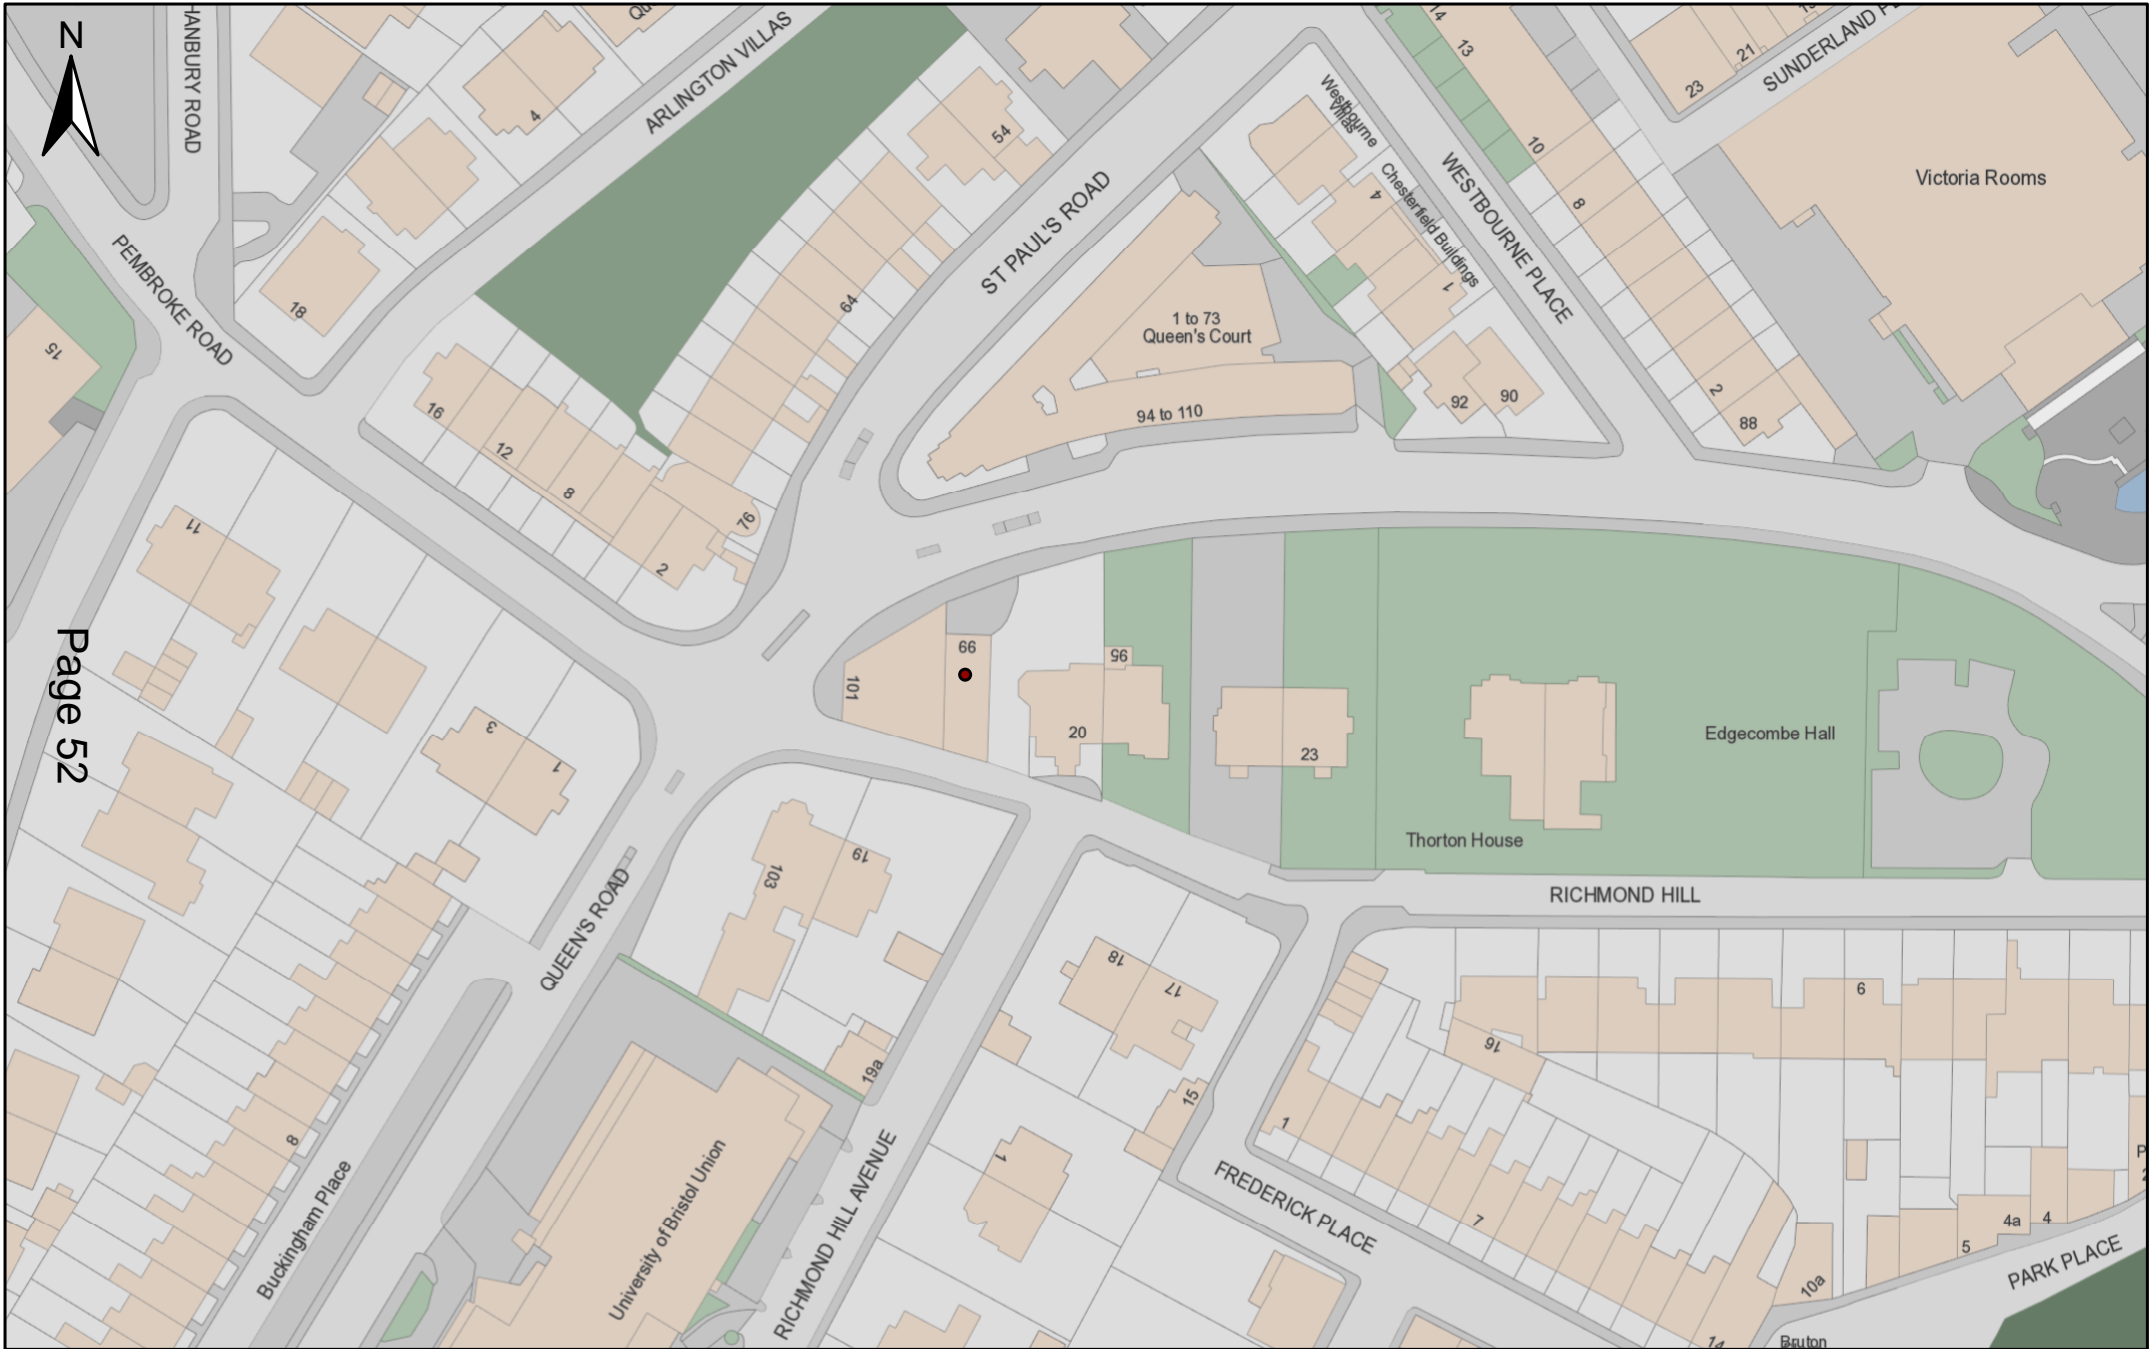 N
HANBURY ROAD
Qu
ARLINGTON VILLAS
4
14
13
15
21
23
SUNDERLAND PL
54
Westbourne
Villas
10
Victoria Rooms
ST PAUL'S ROAD
4
Chesterfield Buildings
WESTBOURNE PLACE
8
PEMBROKE ROAD
18
64
1
1 to 73
Queen's Court
15
16
94 to 110
92
90
2
88
12
8
76
2
11
Page 52
99
101
95
20
23
Edgecombe Hall
3
1
Thorton House
103
19
RICHMOND HILL
QUEEN'S ROAD
18
17
6
16
19a
15
1
8
1
University of Bristol Union
RICHMOND HILL AVENUE
Buckingham Place
FREDERICK PLACE
7
4a
4
5
10a
PARK PLACE
14
Bruton
P